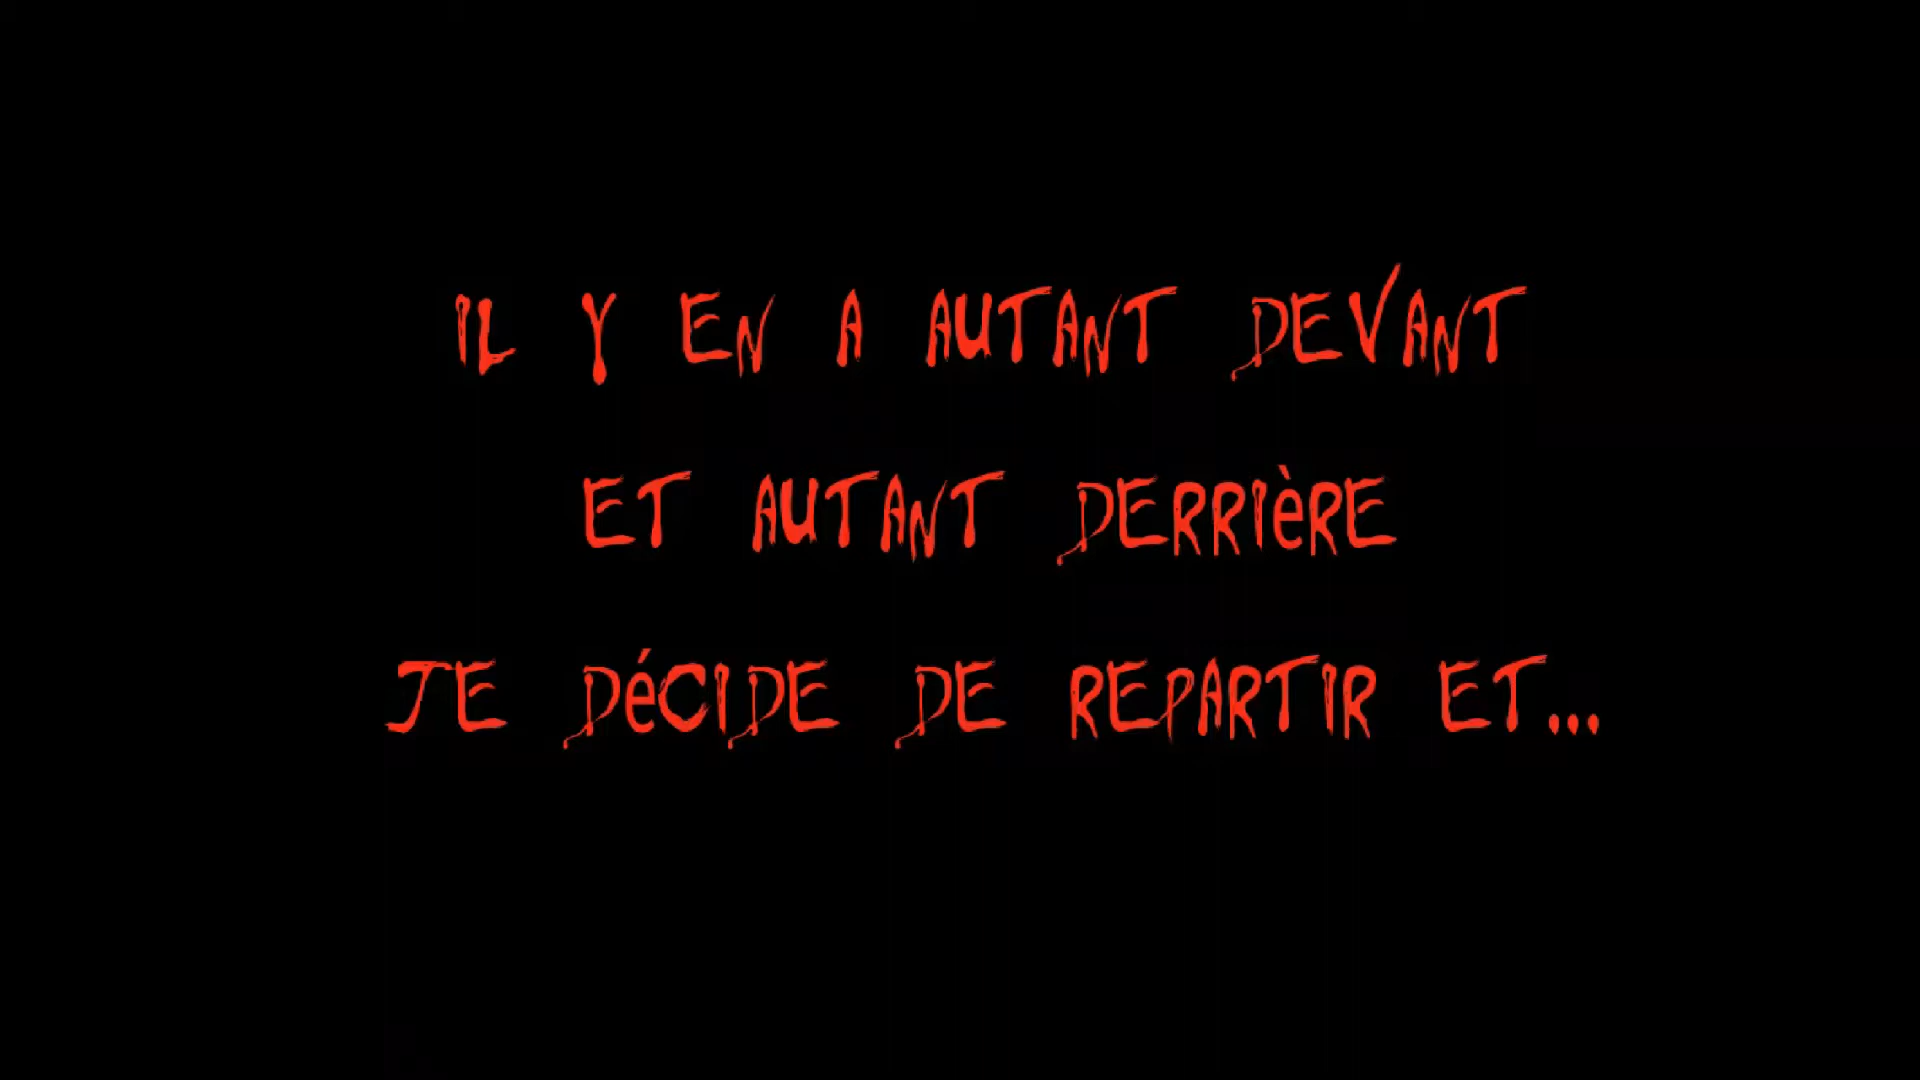 IL Y EN A AUTANT DEVANT
ET AUTANT DERRIèRE
JE DéCIDE DE REPARTIR ET...